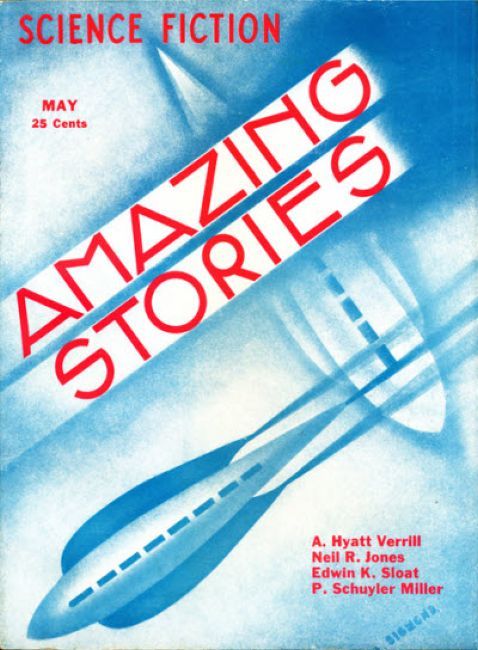 SCIENCE FICTION
MAY
25 Cents
AMAZING
STORIES
A. Hyatt Verrill
Neil R. Jones
Edwin K. Sloat
P. Schuyler Miller